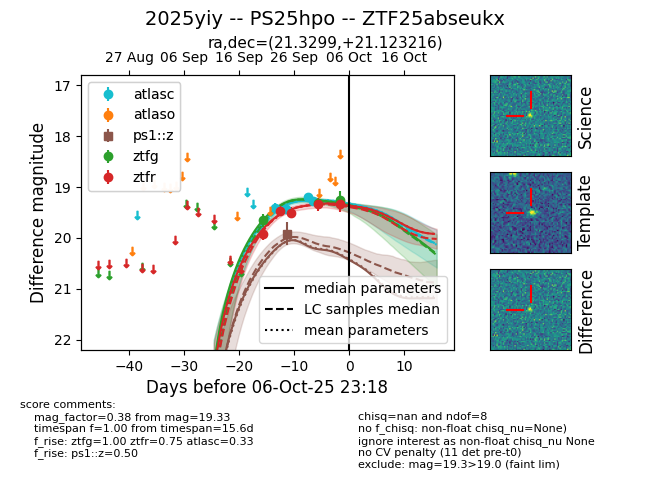 2025yiy -- PS25hpo -- ZTF25abseukx
ra,dec=(21.3299,+21.123216)
27 Aug 06 Sep 16 Sep 26 Sep 06 Oct 16 Oct
17
18
19
20
21
22
Difference magnitude
atlasc
atlaso
ps1::z
ztfg
ztfr
median parameters
LC samples median
mean parameters
−40 −30 −20 −10 0 10
Days before 06-Oct-25 23:18
Science
Template
Difference
score comments:
mag_factor=0.38 from mag=19.33
timespan f=1.00 from timespan=15.6d
f_rise: ztfg=1.00 ztfr=0.75 atlasc=0.33
f_rise: ps1::z=0.50
chisq=nan and ndof=8
no f_chisq: non-float chisq_nu=None)
ignore interest as non-float chisq_nu None
no CV penalty (11 det pre-t0)
exclude: mag=19.3>19.0 (faint lim)